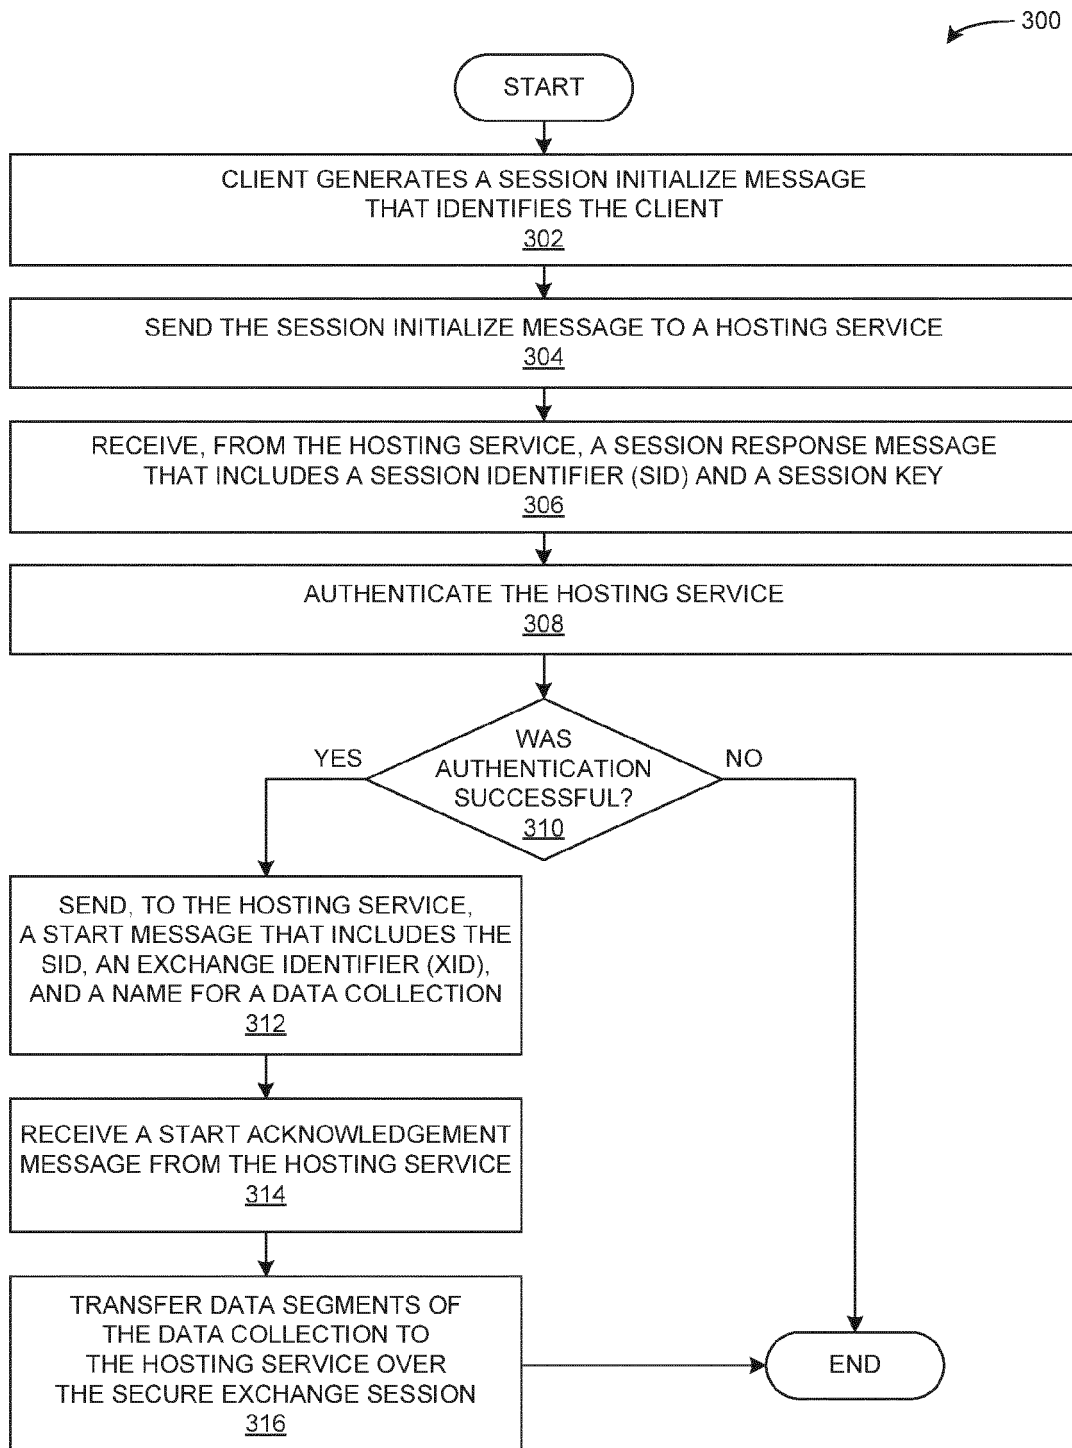 300
START
CLIENT GENERATES A SESSION INITIALIZE MESSAGE
THAT IDENTIFIES THE CLIENT
302
SEND THE SESSION INITIALIZE MESSAGE TO A HOSTING SERVICE
304
RECEIVE, FROM THE HOSTING SERVICE, A SESSION RESPONSE MESSAGE
THAT INCLUDES A SESSION IDENTIFIER (SID) AND A SESSION KEY
306
AUTHENTICATE THE HOSTING SERVICE
308
WAS
AUTHENTICATION
SUCCESSFUL?
310
YES
NO
SEND, TO THE HOSTING SERVICE,
A START MESSAGE THAT INCLUDES THE
SID, AN EXCHANGE IDENTIFIER (XID),
AND A NAME FOR A DATA COLLECTION
312
RECEIVE A START ACKNOWLEDGEMENT
MESSAGE FROM THE HOSTING SERVICE
314
TRANSFER DATA SEGMENTS OF
THE DATA COLLECTION TO
THE HOSTING SERVICE OVER
THE SECURE EXCHANGE SESSION
316
END